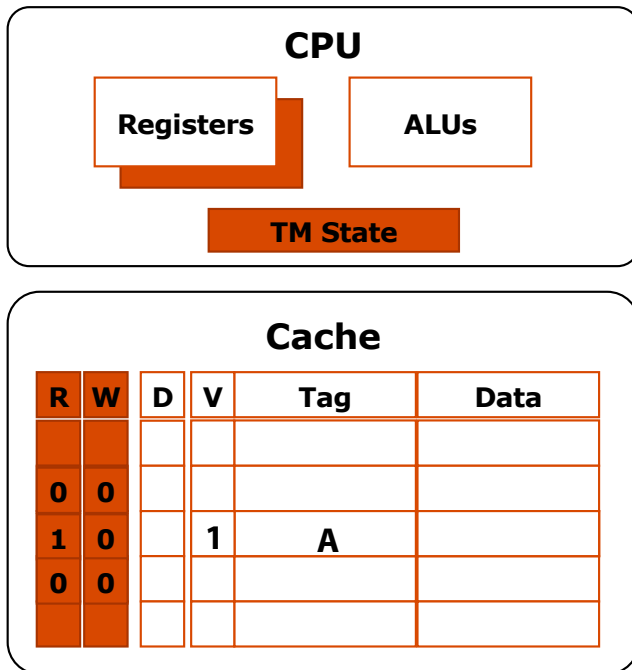 CPU
Registers ALUs
TM State
Cache
R W D V Tag Data
0 0
1 0 1 A
0 0